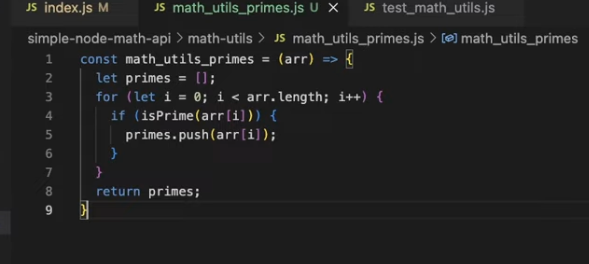 JS index.js M JS math_utils_primes.js U × JS test_math_utils.js
simple-node-math-api > math-utils > JS math_utils_primes.js > math_utils_primes
1 const math_utils_primes = (arr) => {
2 let primes = [];
3 for (let i = 0; i < arr.length; i++) {
4 if (isPrime(arr[i])) {
5 primes.push(arr[i]);
6 }
7 }
8 return primes;
9 }